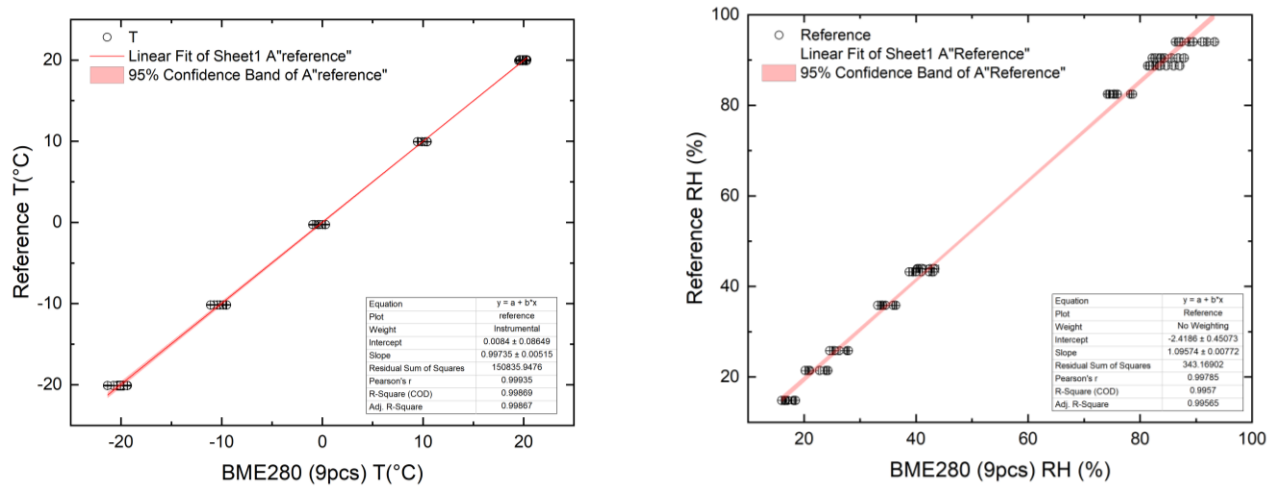 T
Linear Fit of Sheet1 A"reference"
95% Confidence Band of A"reference"
20
10
0
-10
-20
Reference T(°C)
Equation y = a + b*x
Plot reference
Weight Instrumental
Intercept 0.0084 ± 0.08649
Slope 0.99735 ± 0.00515
Residual Sum of Squares 150835.9476
Pearson's r 0.99935
R-Square (COD) 0.99869
Adj. R-Square 0.99867
-20 -10 0 10 20
BME280 (9pcs) T(°C)
Reference
Linear Fit of Sheet1 A"Reference"
95% Confidence Band of A"Reference"
100
80
60
40
20
Reference RH (%)
Equation y = a + b*x
Plot Reference
Weight No Weighting
Intercept -2.4186 ± 0.45073
Slope 1.09574 ± 0.00772
Residual Sum of Squares 343.16902
Pearson's r 0.99785
R-Square (COD) 0.9957
Adj. R-Square 0.99565
20 40 60 80 100
BME280 (9pcs) RH (%)